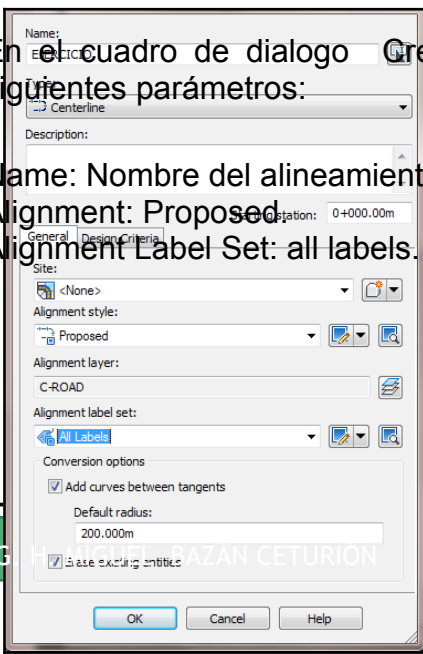 Name:
En el cuadro de dialogo Cre
EJERCICIO
siguientes parámetros:
Type:
Centerline
Description:
Name: Nombre del alineamient
Alignment: Proposed.
Starting station: 0+000.00m
General Design Criteria
Alignment Label Set: all labels.
Site:
<None>
Alignment style:
Proposed
Alignment layer:
C-ROAD
Alignment label set:
All Labels
Conversion options
Add curves between tangents
Default radius:
200.000m
G. H. MIGUEL BAZÀN CETURIÒN
Erase existing entities
OK Cancel Help